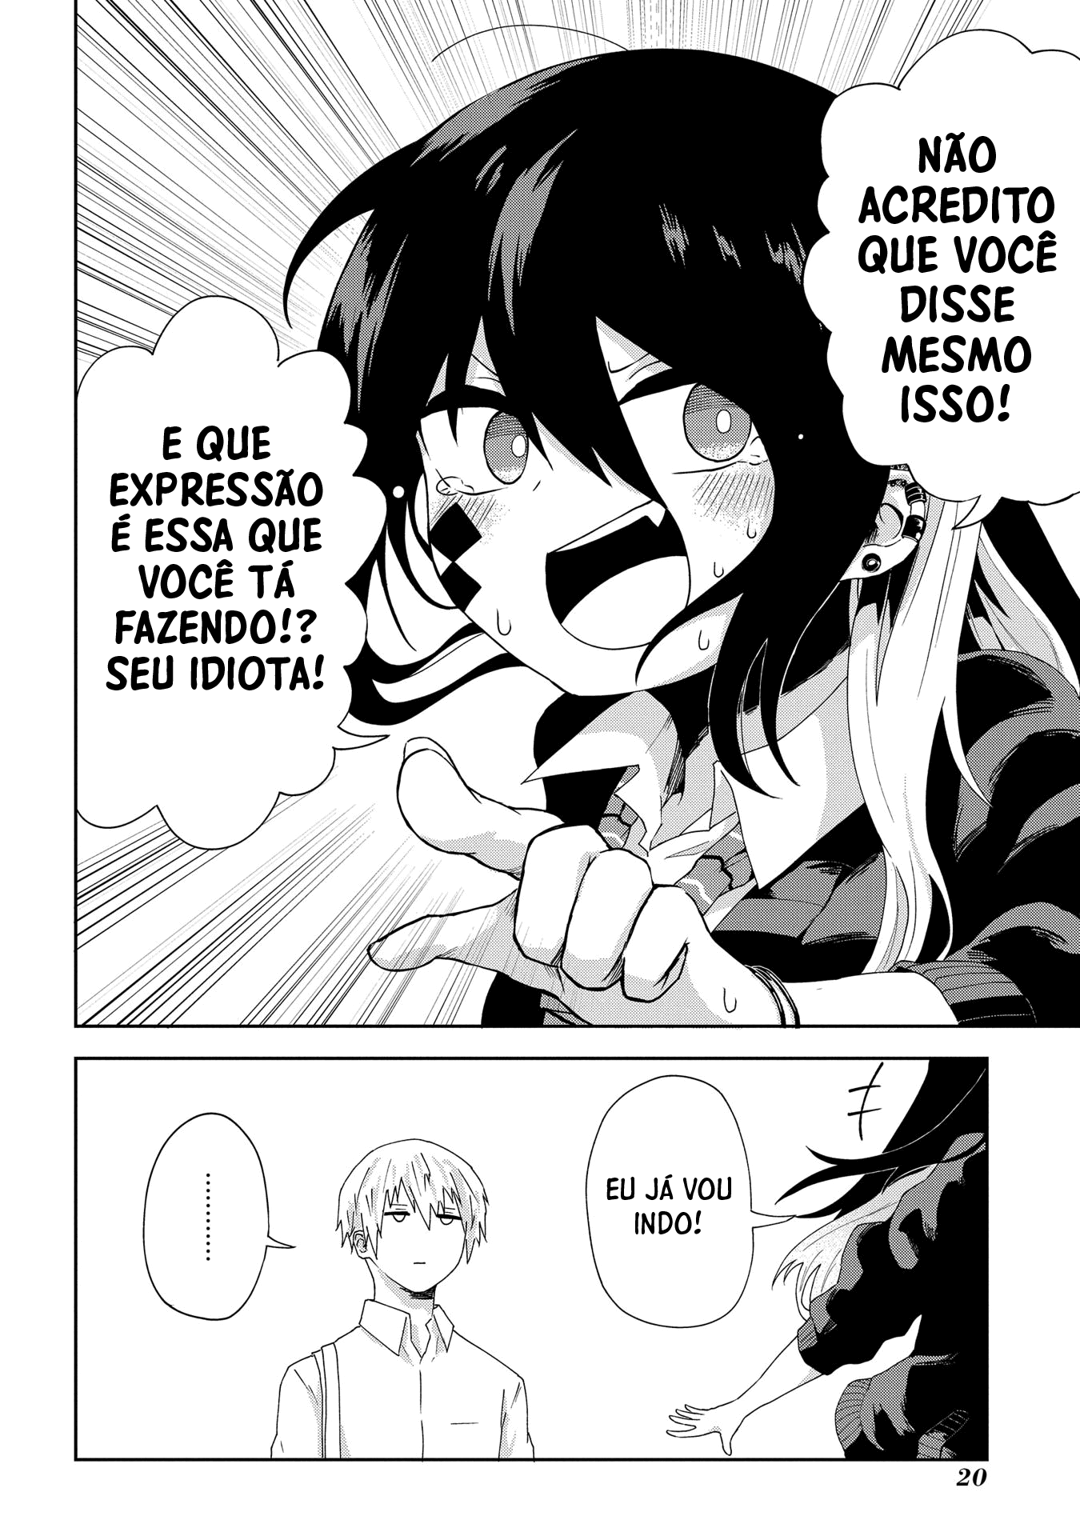 NÃO
ACREDITO
QUE VOCÊ
DISSE
MESMO
ISSO!
E QUE
EXPRESSÃO
É ESSA QUE
VOCÊ TÁ
FAZENDO!?
SEU IDIOTA!
EU JÁ VOU
INDO!
..........
20